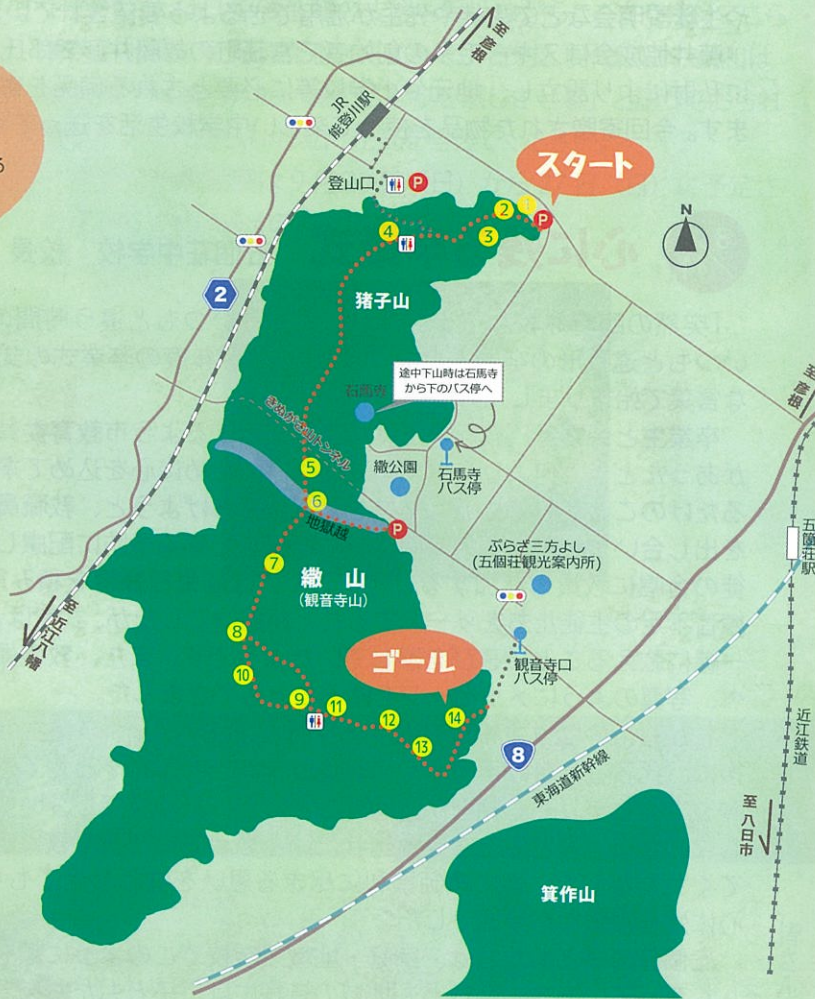 至 彦根
JR
能登川駅
登山口
P
スタート
1
2
3
P
4
N
猪子山
2
途中下山時は石馬寺
から下のバス停へ
石馬寺
きぬがさ山トンネル
至 彦根
5
繖公園
石馬寺
バス停
6
地獄越
P
五箇荘駅
ぷらざ三方よし
(五個荘観光案内所)
7
繖 山
(観音寺山)
至 近江八幡
8
ゴール
観音寺口
バス停
10
9
11
12
14
13
8
近江鉄道
東海道新幹線
至 八日市
箕作山